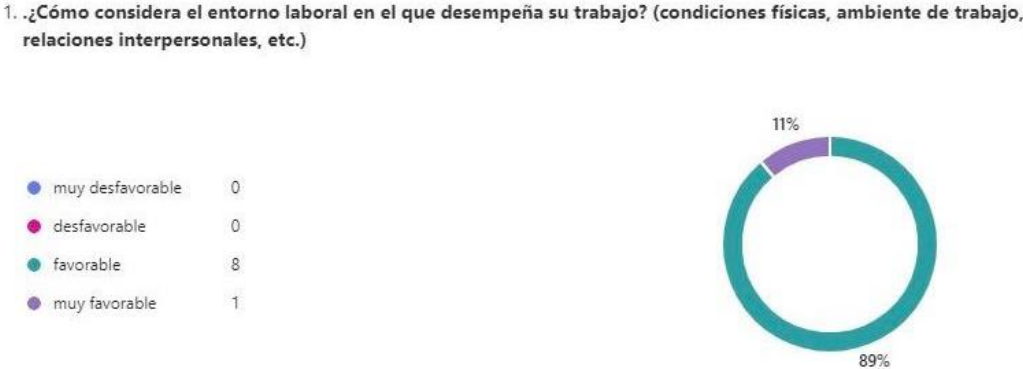 1. .¿Cómo considera el entorno laboral en el que desempeña su trabajo? (condiciones físicas, ambiente de trabajo,
relaciones interpersonales, etc.)
11%
muy desfavorable 0
desfavorable 0
favorable 8
muy favorable 1
89%